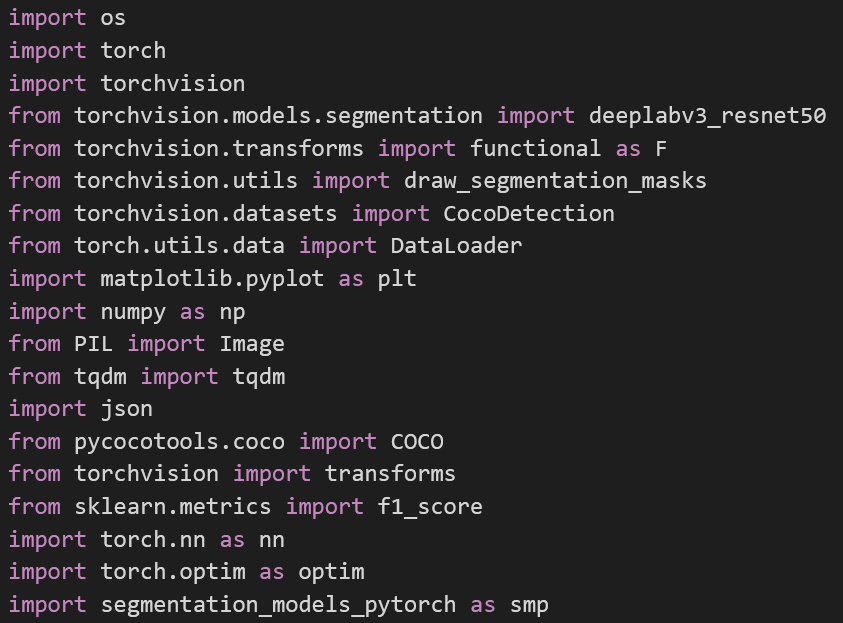 import os
import torch
import torchvision
from torchvision.models.segmentation import deeplabv3_resnet50
from torchvision.transforms import functional as F
from torchvision.utils import draw_segmentation_masks
from torchvision.datasets import CocoDetection
from torch.utils.data import DataLoader
import matplotlib.pyplot as plt
import numpy as np
from PIL import Image
from tqdm import tqdm
import json
from pycocotools.coco import COCO
from torchvision import transforms
from sklearn.metrics import f1_score
import torch.nn as nn
import torch.optim as optim
import segmentation_models_pytorch as smp